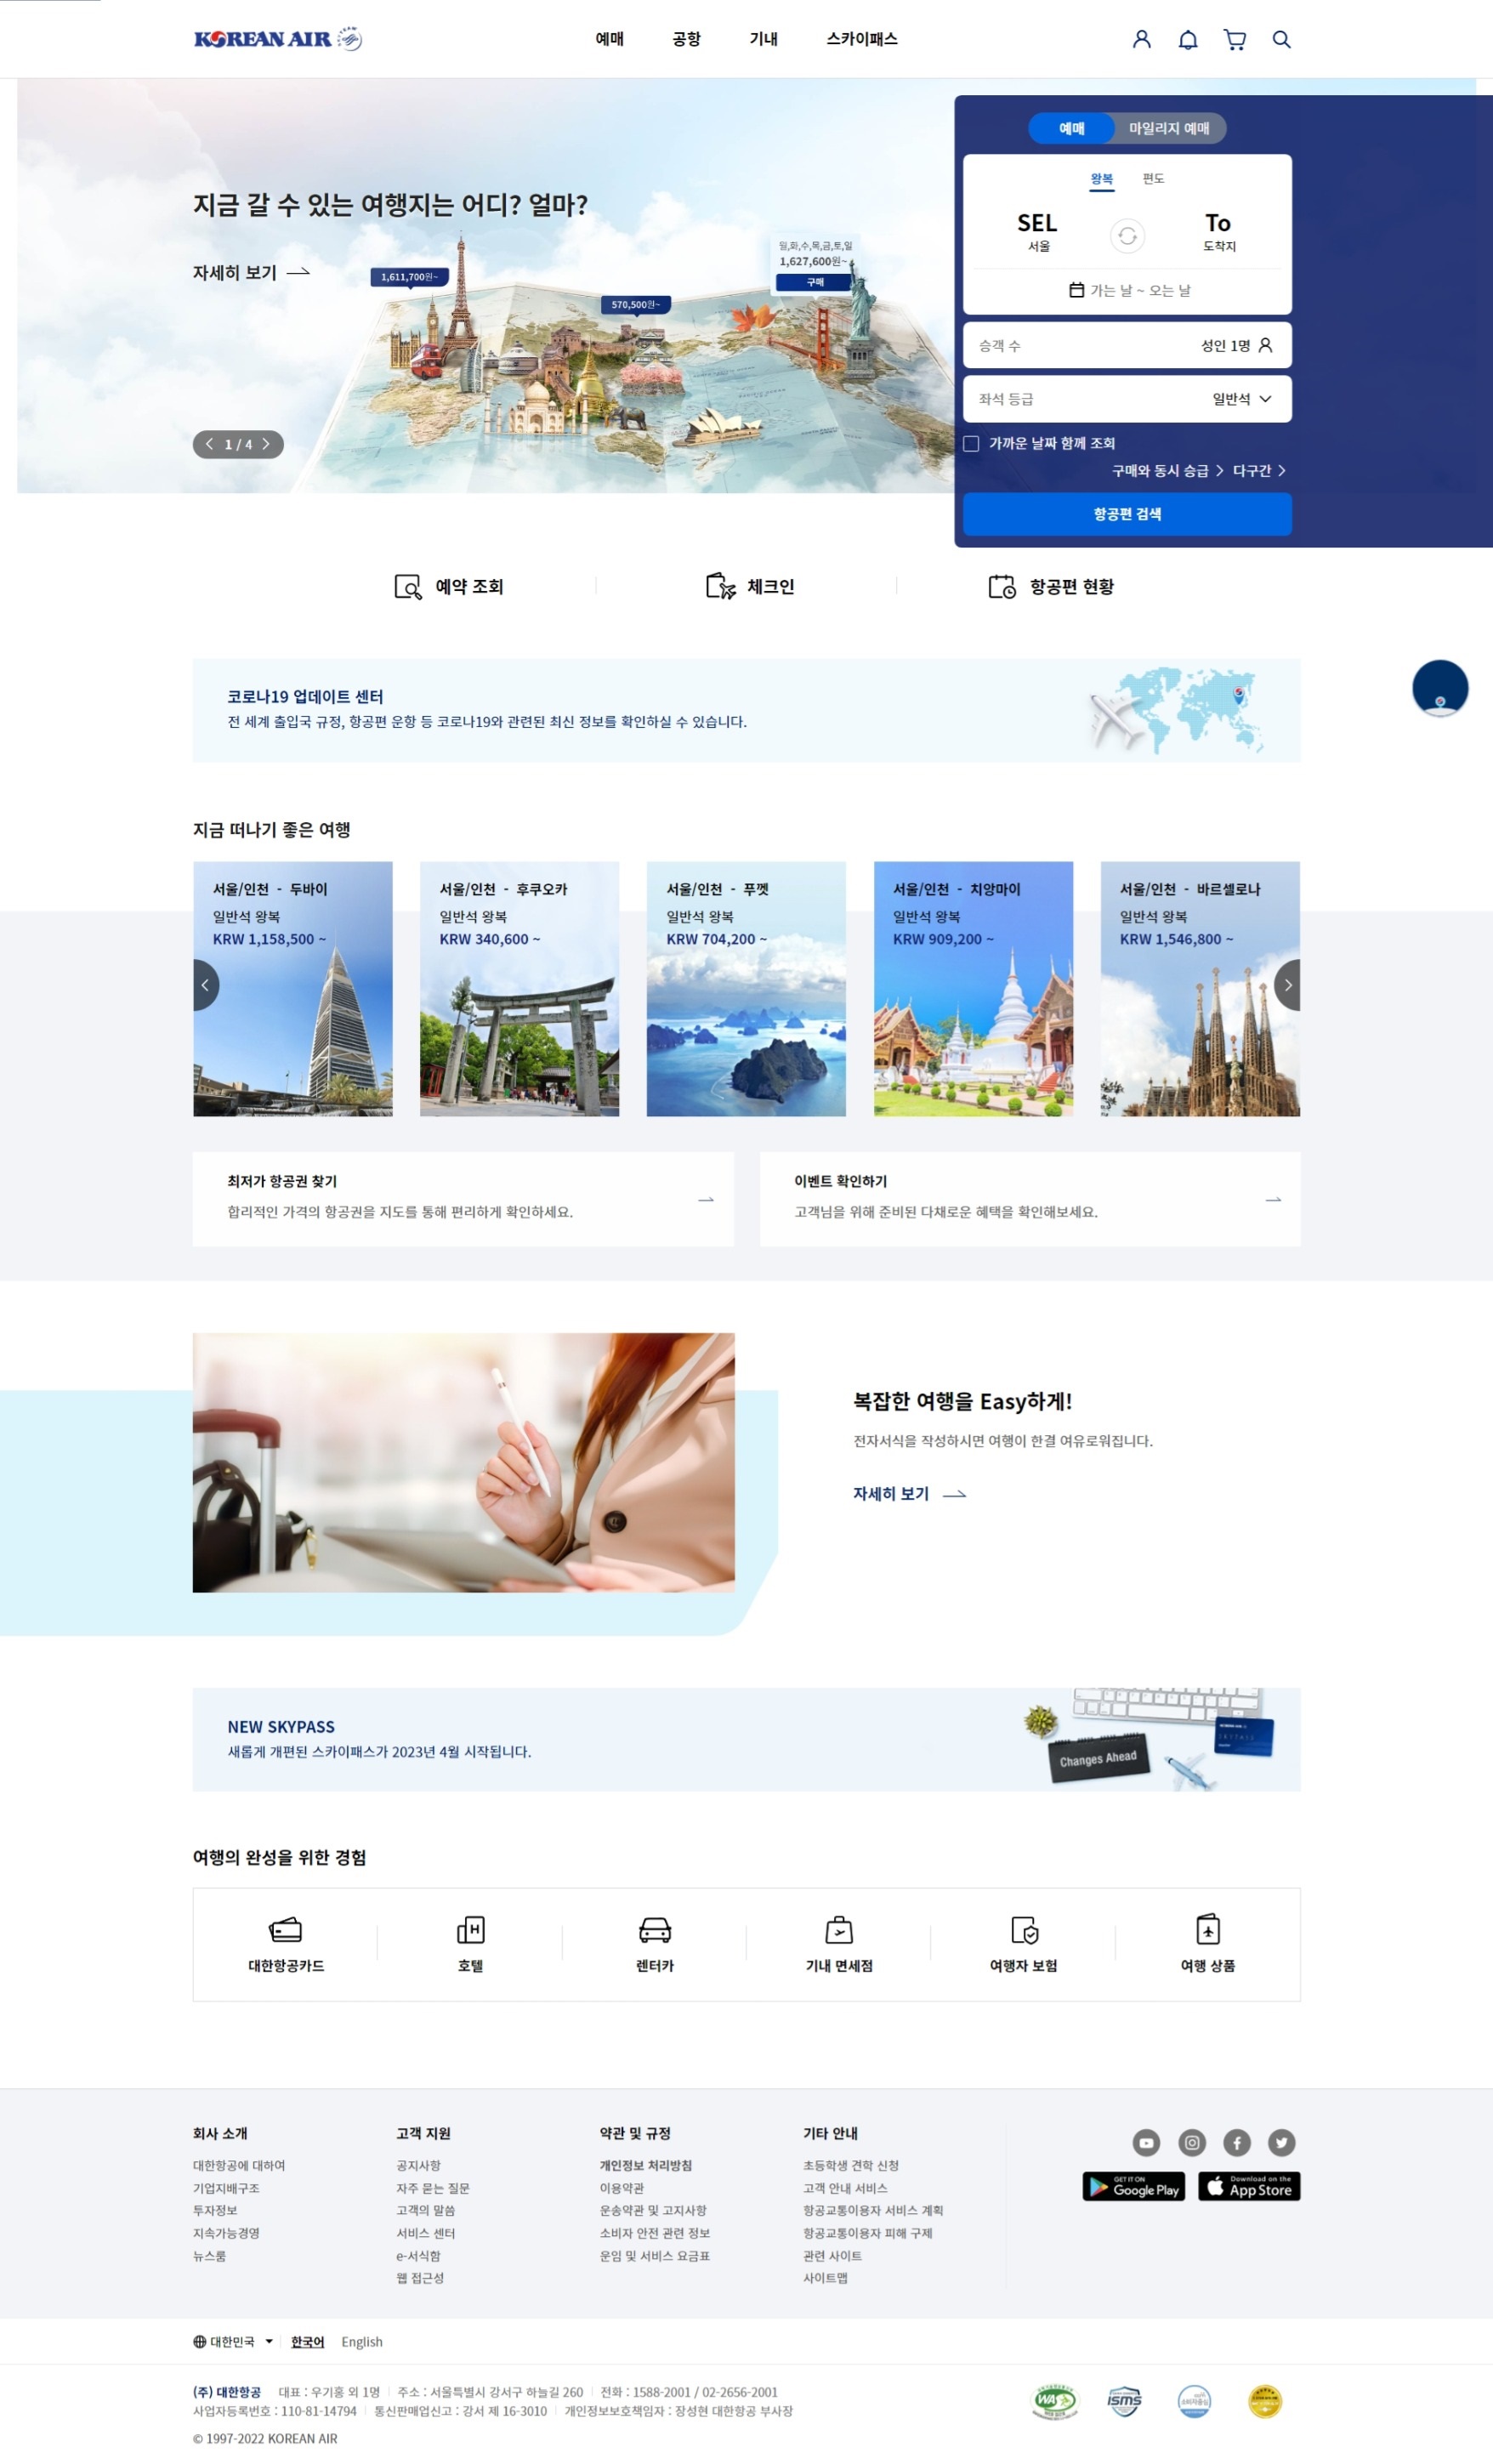 KOREAN AIR
예매
공항
기내
스카이패스
예매
마일리지 예매
왕복
편도
SEL
서울
To
도착지
가는 날 ~ 오는 날
승객 수
성인 1명
좌석 등급
일반석
가까운 날짜 함께 조회
구매와 동시 승급
다구간
항공편 검색
지금 갈 수 있는 여행지는 어디? 얼마?
자세히 보기
1,611,700원~
570,500원~
월,화,수,목,금,토,일
1,627,600원~
구매
1 / 4
예약 조회
체크인
항공편 현황
코로나19 업데이트 센터
전 세계 출입국 규정, 항공편 운항 등 코로나19와 관련된 최신 정보를 확인하실 수 있습니다.
지금 떠나기 좋은 여행
서울/인천 - 두바이
일반석 왕복
KRW 1,158,500 ~
서울/인천 - 후쿠오카
일반석 왕복
KRW 340,600 ~
서울/인천 - 푸껫
일반석 왕복
KRW 704,200 ~
서울/인천 - 치앙마이
일반석 왕복
KRW 909,200 ~
서울/인천 - 바르셀로나
일반석 왕복
KRW 1,546,800 ~
최저가 항공권 찾기
합리적인 가격의 항공권을 지도를 통해 편리하게 확인하세요.
이벤트 확인하기
고객님을 위해 준비된 다채로운 혜택을 확인해보세요.
복잡한 여행을 Easy하게!
전자서식을 작성하시면 여행이 한결 여유로워집니다.
자세히 보기
NEW SKYPASS
새롭게 개편된 스카이패스가 2023년 4월 시작됩니다.
Changes Ahead
SKYPASS
여행의 완성을 위한 경험
대한항공카드
호텔
렌터카
기내 면세점
여행자 보험
여행 상품
회사 소개
대한항공에 대하여
기업지배구조
투자정보
지속가능경영
뉴스룸
고객 지원
공지사항
자주 묻는 질문
고객의 말씀
서비스 센터
e-서식함
웹 접근성
약관 및 규정
개인정보 처리방침
이용약관
운송약관 및 고지사항
소비자 안전 관련 정보
운임 및 서비스 요금표
기타 안내
초등학생 견학 신청
고객 안내 서비스
항공교통이용자 서비스 계획
항공교통이용자 피해 구제
관련 사이트
사이트맵
GET IT ON
Google Play
Download on the
App Store
대한민국
한국어
English
(주) 대한항공 대표 : 우기홍 외 1명 주소 : 서울특별시 강서구 하늘길 260 전화 : 1588-2001 / 02-2656-2001
사업자등록번호 : 110-81-14794 통신판매업신고 : 강서 제 16-3010 개인정보보호책임자 : 장성현 대한항공 부사장
© 1997-2022 KOREAN AIR
WA
ISMS
소비자중심